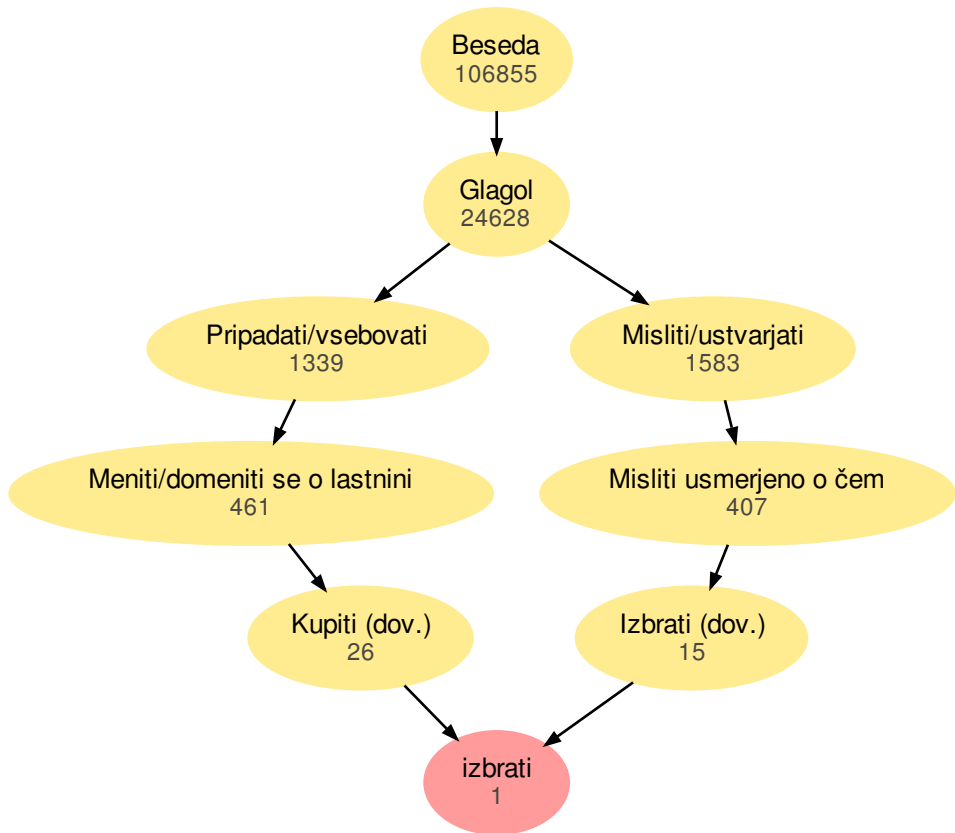 Beseda
106855
Glagol
24628
Pripadati/vsebovati
1339
Misliti/ustvarjati
1583
Meniti/domeniti se o lastnini
461
Misliti usmerjeno o čem
407
Kupiti (dov.)
26
Izbrati (dov.)
15
izbrati
1